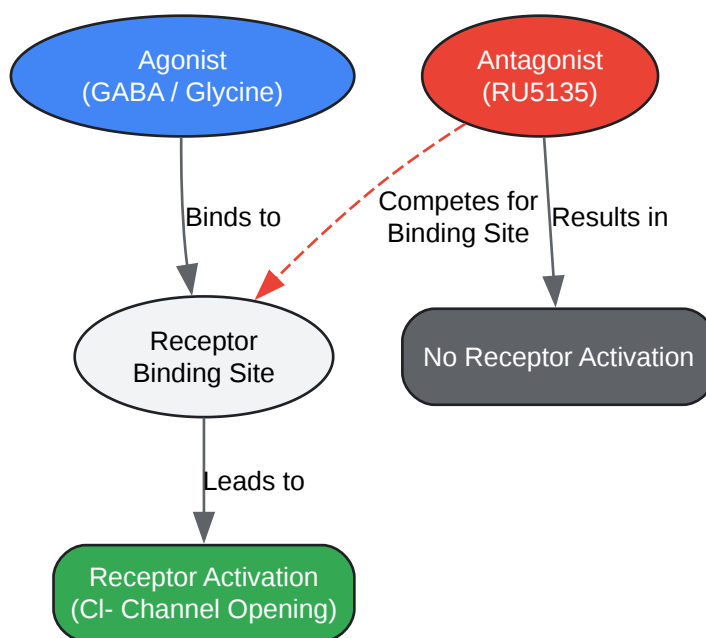 Agonist
(GABA / Glycine)
Antagonist
(RU5135)
Binds to
Competes for
Binding Site
Results in
Receptor
Binding Site
No Receptor Activation
Leads to
Receptor Activation
(Cl- Channel Opening)